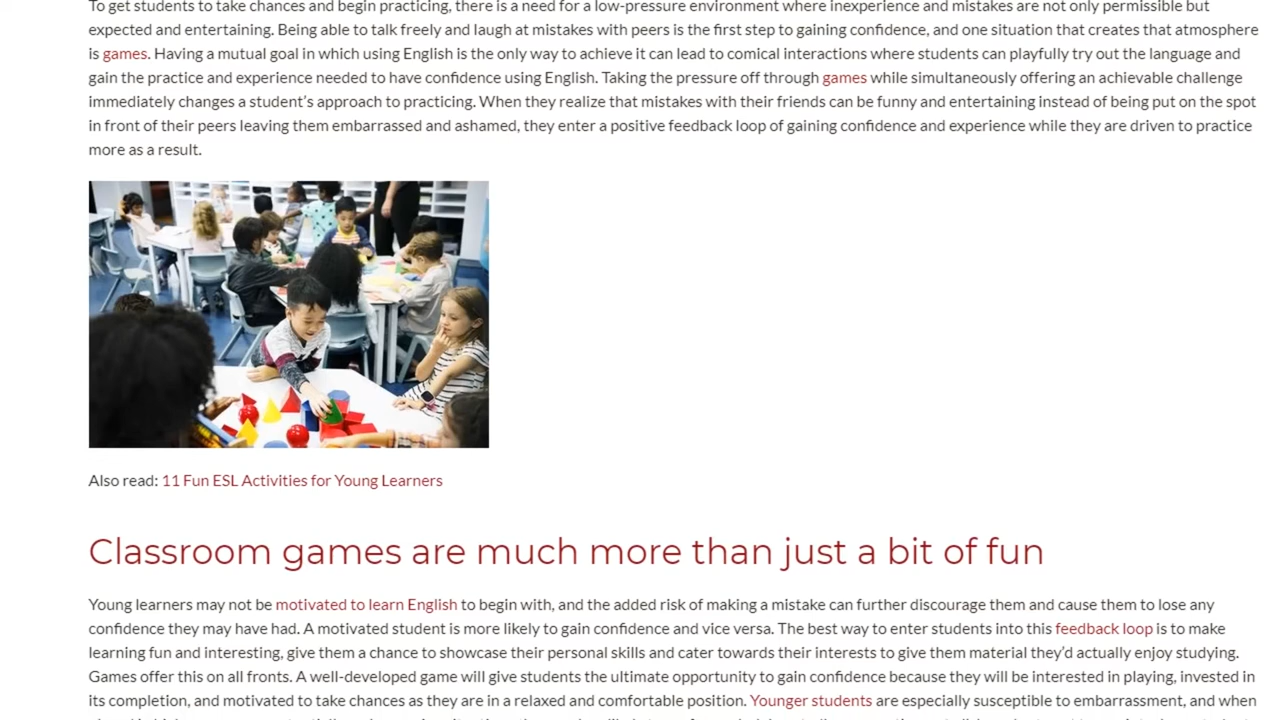 To get students to take chances and begin practicing, there is a need for a low-pressure environment where inexperience and mistakes are not only permissible but
expected and entertaining. Being able to talk freely and laugh at mistakes with peers is the first step to gaining confidence, and one situation that creates that atmosphere
is games. Having a mutual goal in which using English is the only way to achieve it can lead to comical interactions where students can playfully try out the language and
gain the practice and experience needed to have confidence using English. Taking the pressure off through games while simultaneously offering an achievable challenge
immediately changes a student’s approach to practicing. When they realize that mistakes with their friends can be funny and entertaining instead of being put on the spot
in front of their peers leaving them embarrassed and ashamed, they enter a positive feedback loop of gaining confidence and experience while they are driven to practice
more as a result.
Also read: 11 Fun ESL Activities for Young Learners
Classroom games are much more than just a bit of fun
Young learners may not be motivated to learn English to begin with, and the added risk of making a mistake can further discourage them and cause them to lose any
confidence they may have had. A motivated student is more likely to gain confidence and vice versa. The best way to enter students into this feedback loop is to make
learning fun and interesting, give them a chance to showcase their personal skills and cater towards their interests to give them material they’d actually enjoy studying.
Games offer this on all fronts. A well-developed game will give students the ultimate opportunity to gain confidence because they will be interested in playing, invested in
its completion, and motivated to take chances as they are in a relaxed and comfortable position. Younger students are especially susceptible to embarrassment, and when